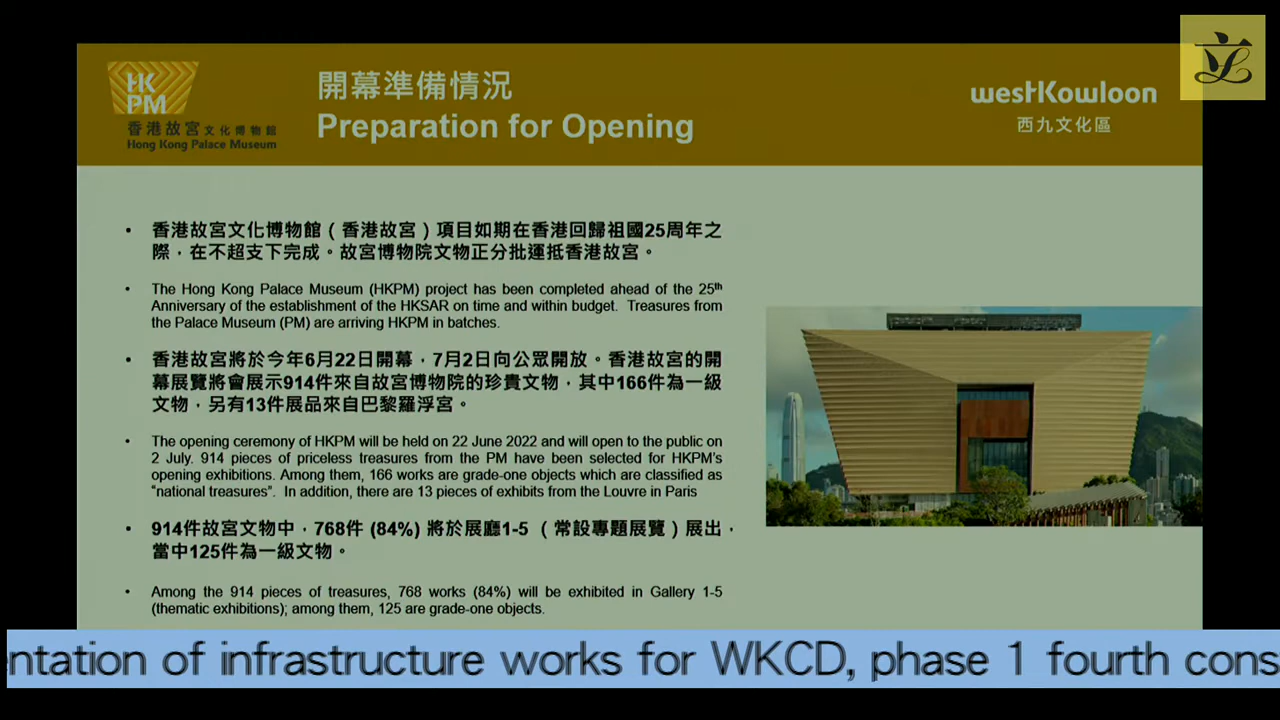 HK
PM
香港故宮文化博物館
Hong Kong Palace Museum
開幕準備情況
Preparation for Opening
westKowloon
西九文化區
立
• 香港故宮文化博物館（香港故宮）項目如期在香港回歸祖國25周年之
際，在不超支下完成。故宮博物院文物正分批運抵香港故宮。
• The Hong Kong Palace Museum (HKPM) project has been completed ahead of the 25th
Anniversary of the establishment of the HKSAR on time and within budget. Treasures from
the Palace Museum (PM) are arriving HKPM in batches.
• 香港故宮將於今年6月22日開幕，7月2日向公眾開放。香港故宮的開
幕展覽將會展示914件來自故宮博物院的珍貴文物，其中166件為一級
文物，另有13件展品來自巴黎羅浮宮。
• The opening ceremony of HKPM will be held on 22 June 2022 and will open to the public on
2 July. 914 pieces of priceless treasures from the PM have been selected for HKPM's
opening exhibitions. Among them, 166 works are grade-one objects which are classified as
“national treasures”. In addition, there are 13 pieces of exhibits from the Louvre in Paris
• 914件故宮文物中，768件 (84%) 將於展廳1-5 （常設專題展覽）展出，
當中125件為一級文物。
• Among the 914 pieces of treasures, 768 works (84%) will be exhibited in Gallery 1-5
(thematic exhibitions); among them, 125 are grade-one objects.
entation of infrastructure works for WKCD, phase 1 fourth cons